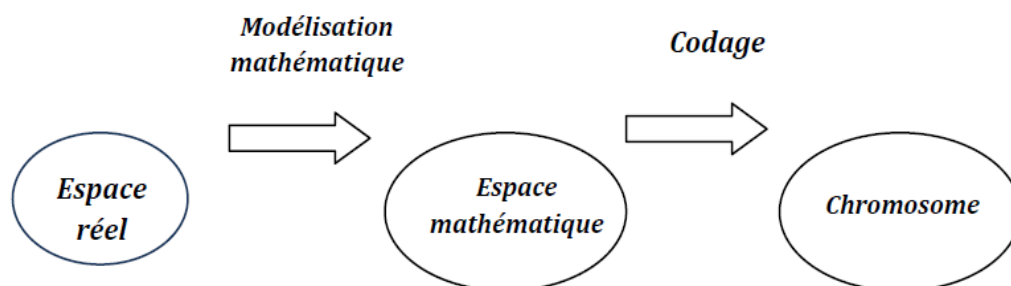 Modélisation
mathématique
Codage
Espace
réel
Espace
mathématique
Chromosome